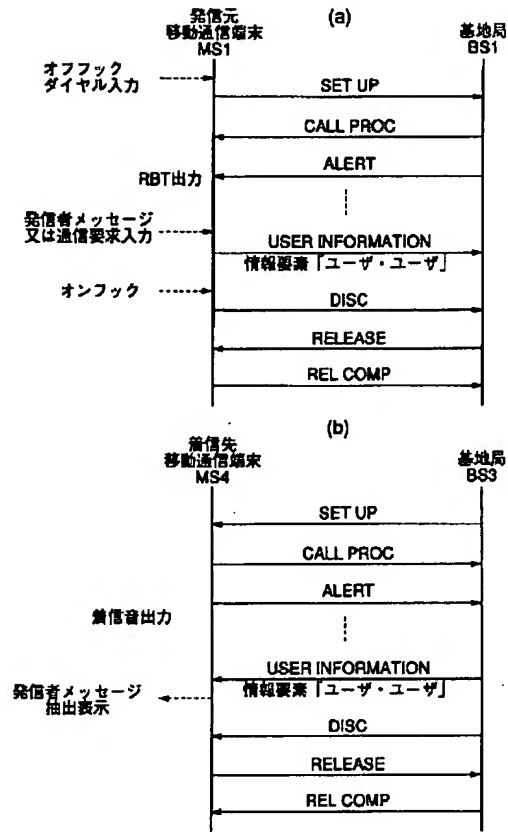 (a)
発信元
移動通信端末
MS1
基地局
BS1
オフフック
ダイヤル入力
SET UP
CALL PROC
ALERT
RBT出力
発信者メッセージ
又は通信要求入力
USER INFORMATION
情報要素「ユーザ・ユーザ」
オンフック
DISC
RELEASE
REL COMP
(b)
着信先
移動通信端末
MS4
基地局
BS3
SET UP
CALL PROC
ALERT
着信音出力
USER INFORMATION
情報要素「ユーザ・ユーザ」
発信者メッセージ
抽出表示
DISC
RELEASE
REL COMP